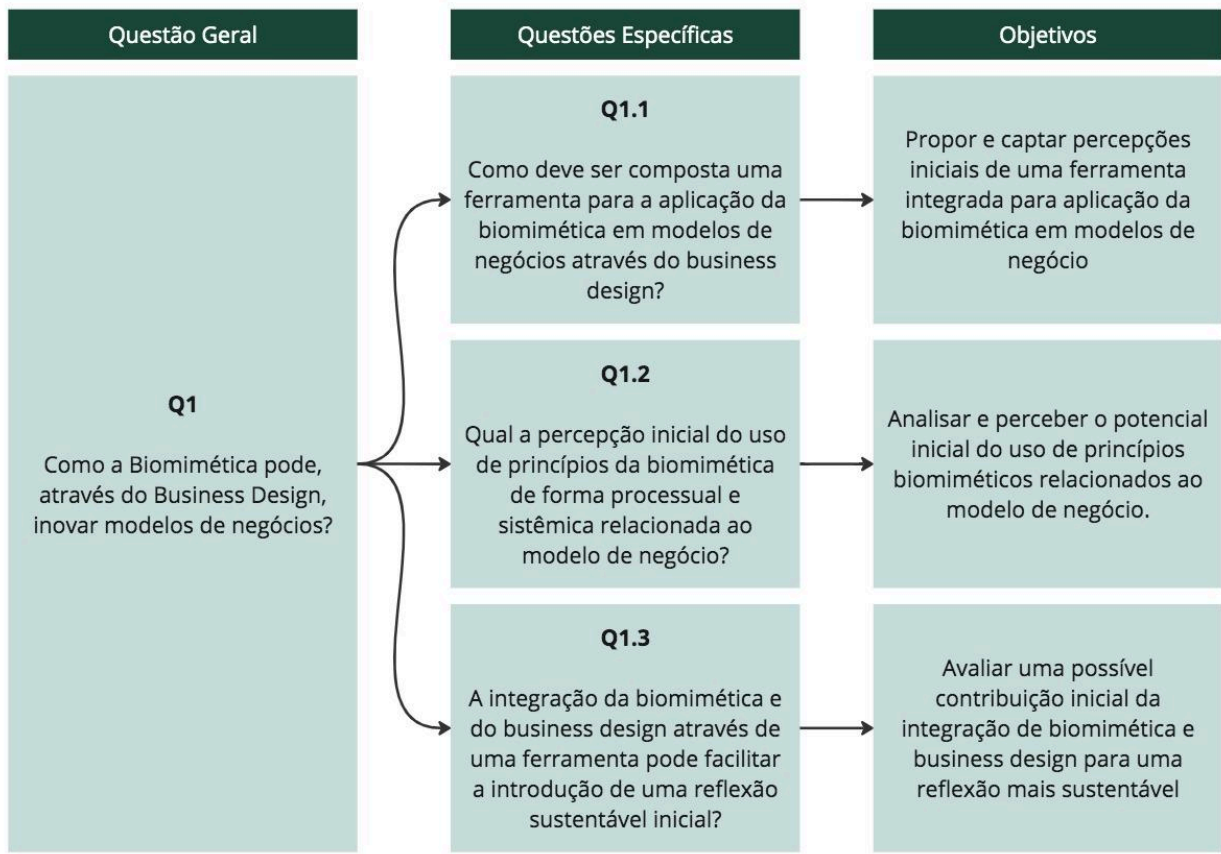 Questão Geral
Questões Específicas
Objetivos
Q1
Como a Biomimética pode,
através do Business Design,
inovar modelos de negócios?
Q1.1
Como deve ser composta uma
ferramenta para a aplicação da
biomimética em modelos de
negócios através do business
design?
Propor e captar percepções
iniciais de uma ferramenta
integrada para aplicação da
biomimética em modelos de
negócio
Q1.2
Qual a percepção inicial do uso
de princípios da biomimética
de forma processual e
sistêmica relacionada ao
modelo de negócio?
Analisar e perceber o potencial
inicial do uso de princípios
biomiméticos relacionados ao
modelo de negócio.
Q1.3
A integração da biomimética e
do business design através de
uma ferramenta pode facilitar
a introdução de uma reflexão
sustentável inicial?
Avaliar uma possível
contribuição inicial da
integração de biomimética e
business design para uma
reflexão mais sustentável